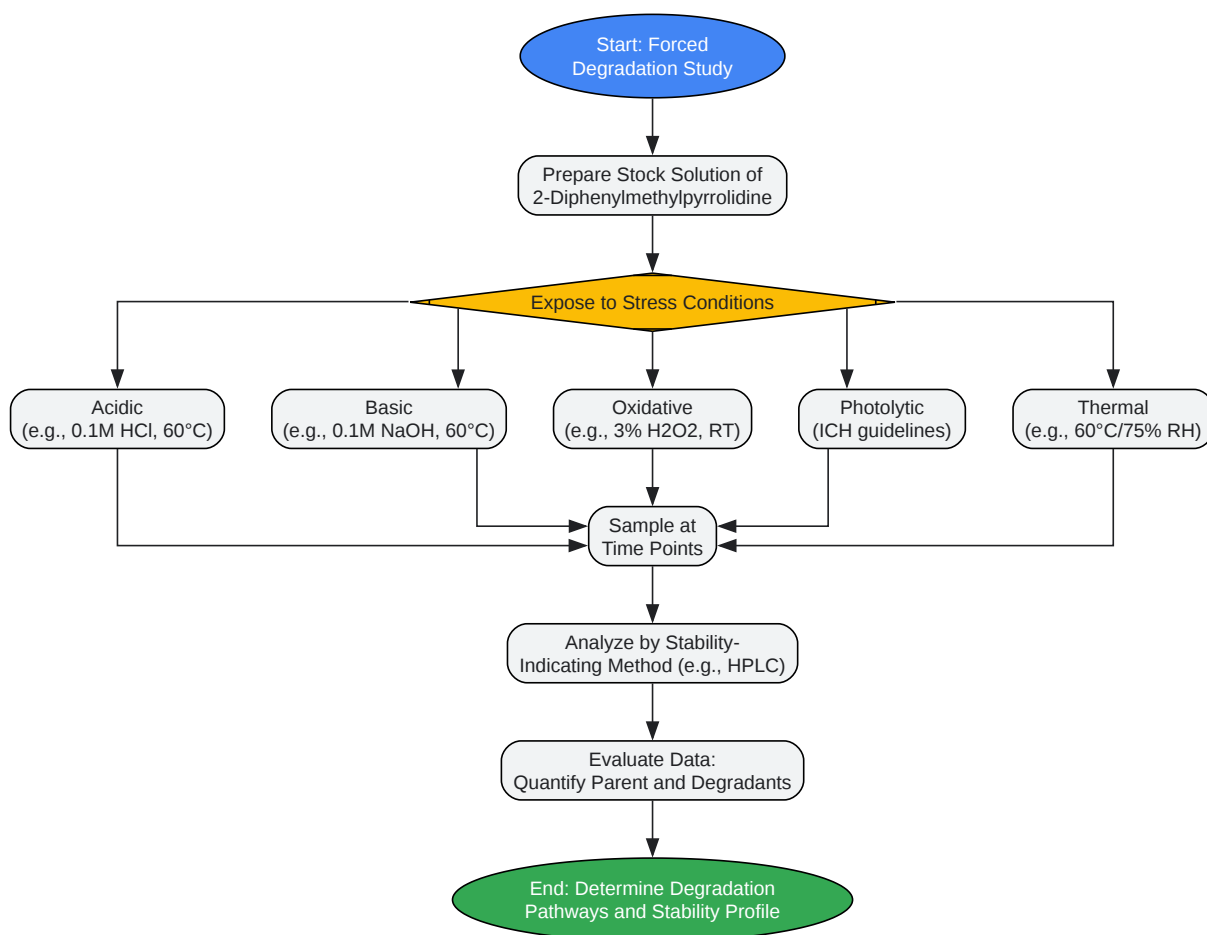 Start: Forced
Degradation Study
Prepare Stock Solution of
2-Diphenylmethylpyrrolidine
Expose to Stress Conditions
Acidic
(e.g., 0.1M HCl, 60°C)
Basic
(e.g., 0.1M NaOH, 60°C)
Oxidative
(e.g., 3% H2O2, RT)
Photolytic
(ICH guidelines)
Thermal
(e.g., 60°C/75% RH)
Sample at
Time Points
Analyze by Stability-
Indicating Method (e.g., HPLC)
Evaluate Data:
Quantify Parent and Degradants
End: Determine Degradation
Pathways and Stability Profile